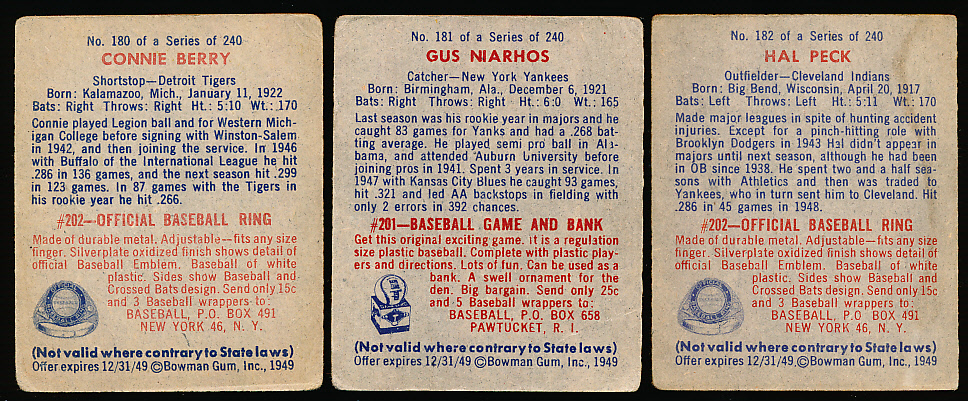 No. 180 of a Series of 240
CONNIE BERRY
Shortstop—Detroit Tigers
Born: Kalamazoo, Mich., January 11, 1922
Bats: Right Throws: Right Ht.: 5:10 Wt.: 170
Connie played Legion ball and for Western Mich-
igan College before signing with Winston-Salem
in 1942, and then joining the service. In 1946
with Buffalo of the International League he hit
.286 in 136 games, and the next season hit .299
in 123 games. In 87 games with the Tigers in
his rookie year he hit .266.
#202—OFFICIAL BASEBALL RING
Made of durable metal. Adjustable—fits any size
finger. Silverplate oxidized finish shows detail of
official Baseball Emblem. Baseball of white
plastic. Sides show Baseball and
Crossed Bats design. Send only 15c
and 3 Baseball wrappers to:
BASEBALL, P.O. BOX 491
NEW YORK 46, N. Y.
(Not valid where contrary to State laws)
Offer expires 12/31/49 ©Bowman Gum, Inc., 1949
No. 181 of a Series of 240
GUS NIARHOS
Catcher—New York Yankees
Born: Birmingham, Ala., December 6, 1921
Bats: Right Throws: Right Ht.: 6:0 Wt.: 165
Last season was his rookie year in majors and he
caught 83 games for Yanks and had a .268 bat-
ting average. He played semi pro ball in Ala-
bama, and attended Auburn University before
joining pros in 1941. Spent 3 years in service. In
1947 with Kansas City Blues he caught 93 games,
hit .321 and led AA backstops in fielding with
only 2 errors in 392 chances.
#201—BASEBALL GAME AND BANK
Get this original exciting game. It is a regulation
size plastic baseball. Complete with plastic play-
ers and directions. Lots of fun. Can be used as a
bank. A swell ornament for the
den. Big bargain. Send only 25c
and 5 Baseball wrappers to:
BASEBALL, P.O. BOX 658
PAWTUCKET, R. I.
(Not valid where contrary to State laws)
Offer expires 12/31/49 ©Bowman Gum, Inc., 1949
No. 182 of a Series of 240
HAL PECK
Outfielder—Cleveland Indians
Born: Big Bend, Wisconsin, April 20, 1917
Bats: Left Throws: Left Ht.: 5:11 Wt.: 170
Made major leagues in spite of hunting accident
injuries. Except for a pinch-hitting role with
Brooklyn Dodgers in 1943 Hal didn't appear in
majors until next season, although he had been
in OB since 1938. He spent two and a half sea-
sons with Athletics and then was traded to
Yankees, who in turn sent him to Cleveland. Hit
.286 in 45 games in 1948.
#202—OFFICIAL BASEBALL RING
Made of durable metal. Adjustable—fits any size
finger. Silverplate oxidized finish shows detail of
official Baseball Emblem. Baseball of white
plastic. Sides show Baseball and
Crossed Bats design. Send only 15c
and 3 Baseball wrappers to:
BASEBALL, P.O. BOX 491
NEW YORK 46, N. Y.
(Not valid where contrary to State laws)
Offer expires 12/31/49 ©Bowman Gum, Inc., 1949